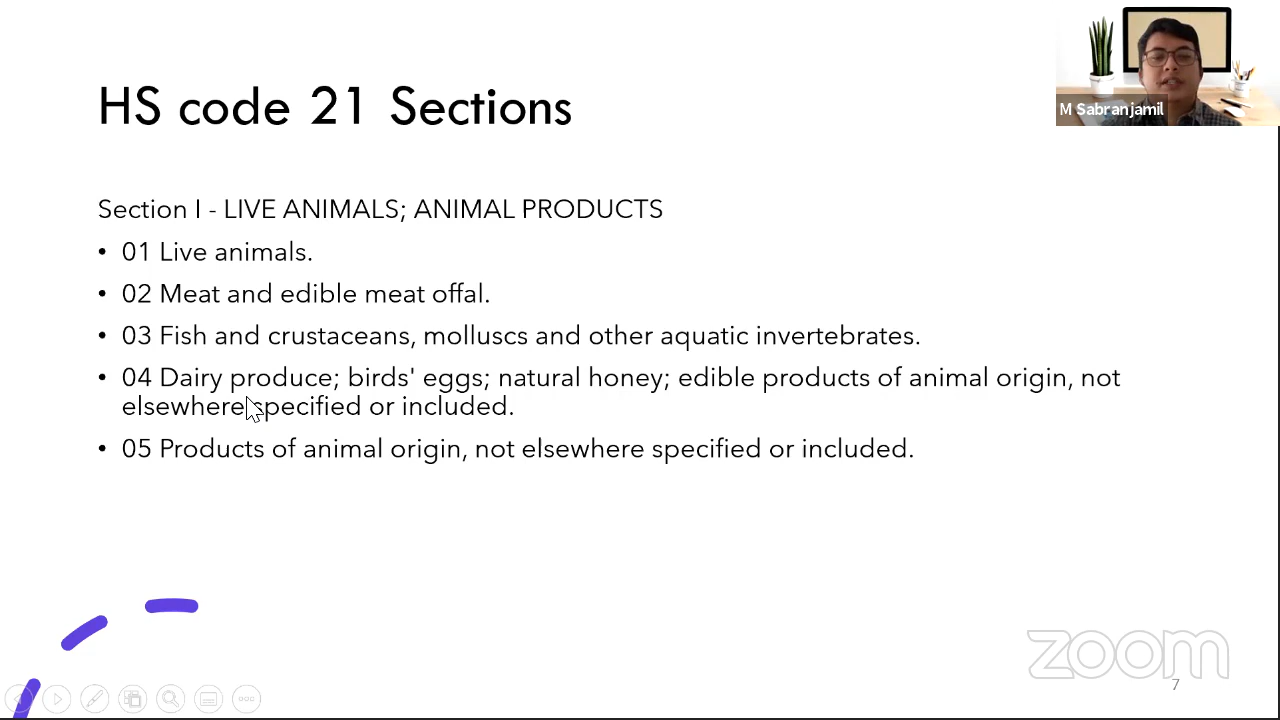 HS code 21 Sections
M Sabranjamil
Section I - LIVE ANIMALS; ANIMAL PRODUCTS
• 01 Live animals.
• 02 Meat and edible meat offal.
• 03 Fish and crustaceans, molluscs and other aquatic invertebrates.
• 04 Dairy produce; birds' eggs; natural honey; edible products of animal origin, not
elsewhere specified or included.
• 05 Products of animal origin, not elsewhere specified or included.
zoom
7